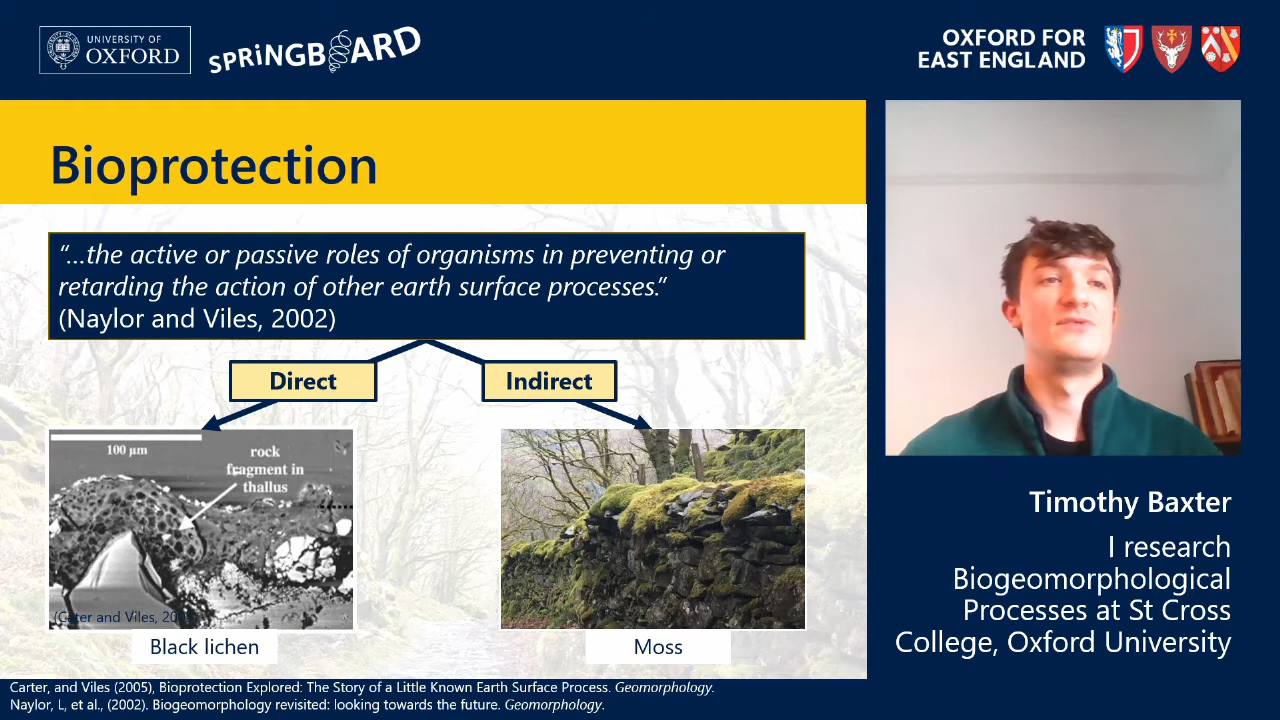 UNIVERSITY OF
OXFORD
SPRiNGBOARD
OXFORD FOR
EAST ENGLAND
Bioprotection
“...the active or passive roles of organisms in preventing or
retarding the action of other earth surface processes.”
(Naylor and Viles, 2002)
Direct
Indirect
100 µm
rock
fragment in
thallus
(Carter and Viles,
Black lichen
Moss
Timothy Baxter
I research
Biogeomorphological
Processes at St Cross
College, Oxford University
Carter, and Viles (2005), Bioprotection Explored: The Story of a Little Known Earth Surface Process. Geomorphology.
Naylor, L, et al., (2002). Biogeomorphology revisited: looking towards the future. Geomorphology.